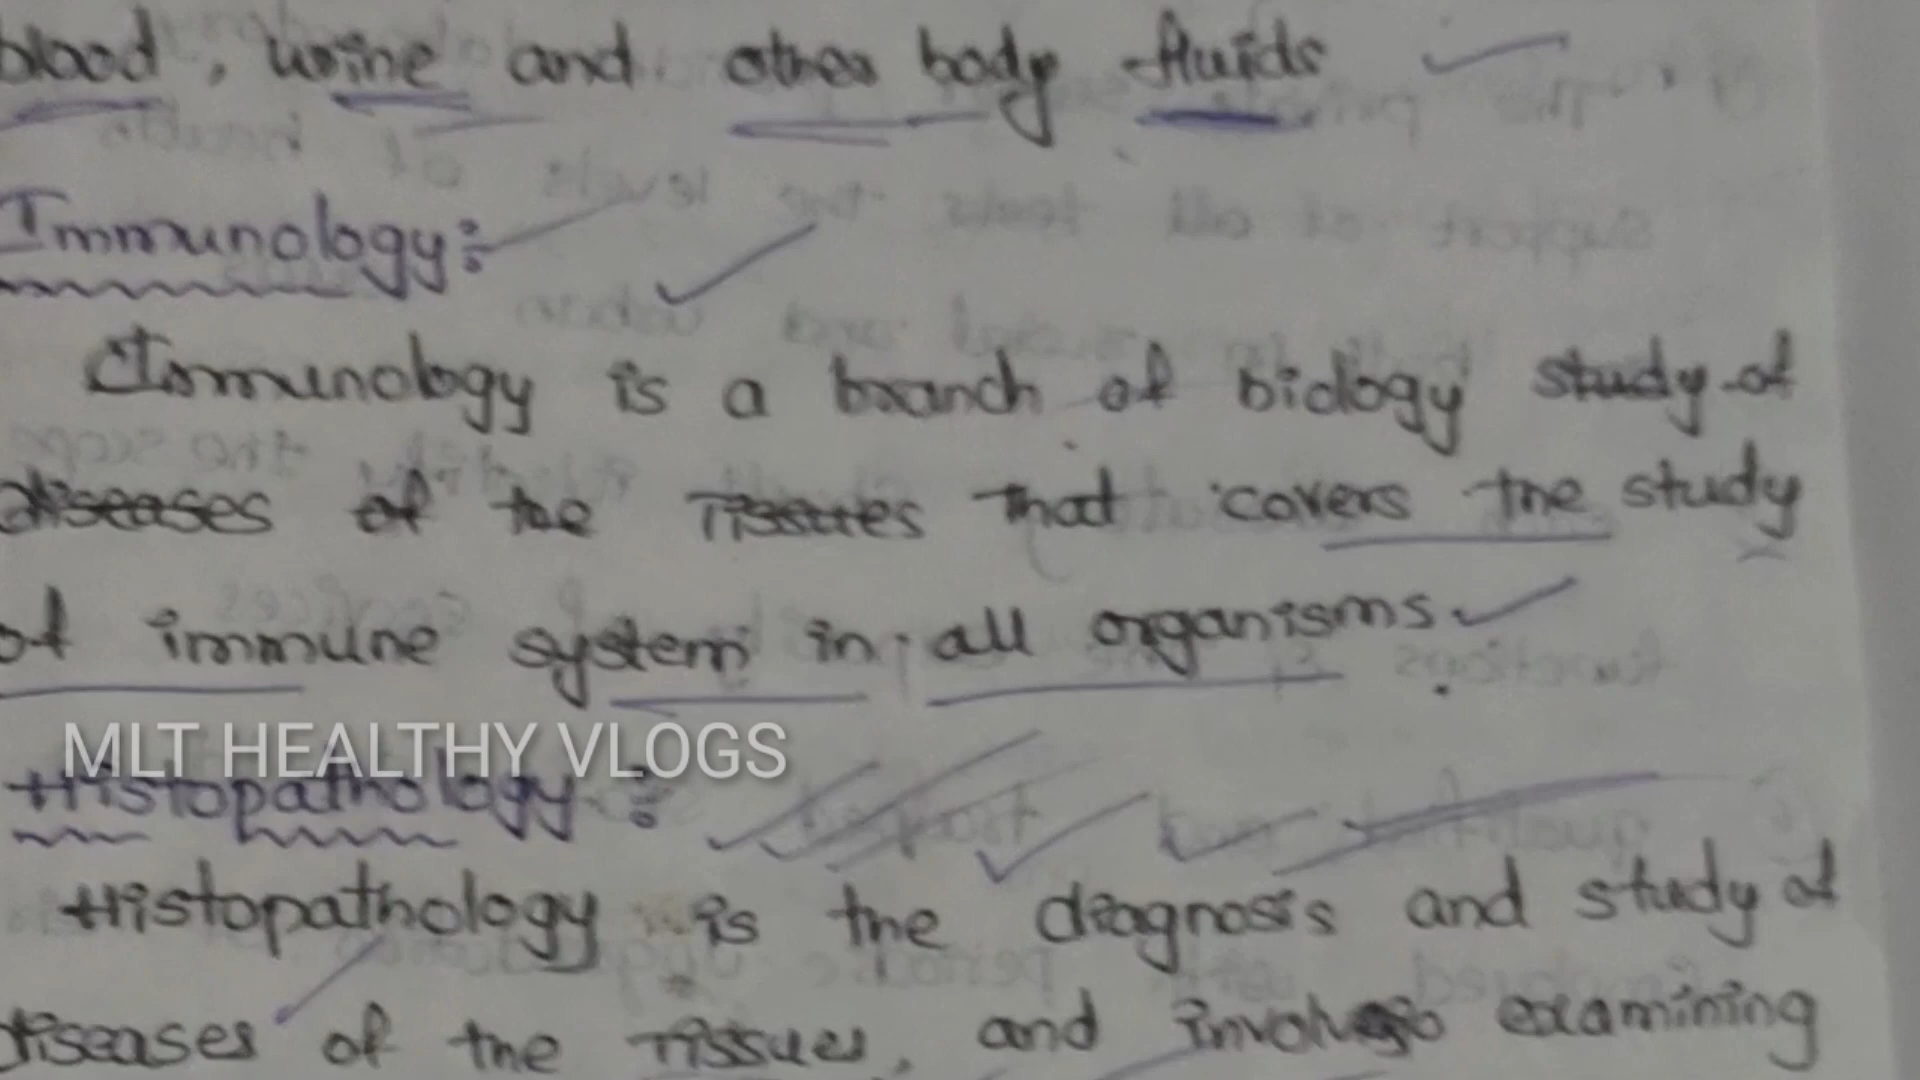 blood, urine and other body fluids
Immunology:
Immunology is a branch of biology study of
diseases of the Tissues that covers the study
of immune system in all organisms.
MLT HEALTHY VLOGS
Histopathology:
Histopathology is the diagnosis and study of
diseases of the Tissues, and involves examining